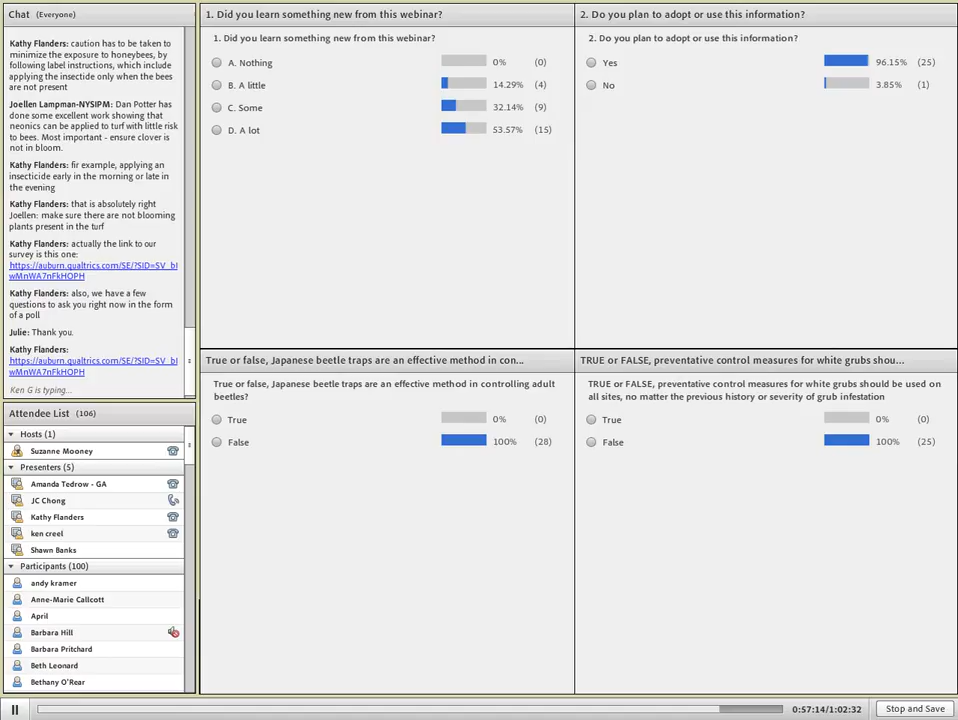 Chat (Everyone)
Kathy Flanders: caution has to be taken to
minimize the exposure to honeybees, by
following label instructions, which include
applying the insectide only when the bees
are not present
Joellen Lampman-NYSIPM: Dan Potter has
done some excellent work showing that
neonics can be applied to turf with little risk
to bees. Most important - ensure clover is
not in bloom.
Kathy Flanders: fir example, applying an
insecticide early in the morning or late in
the evening
Kathy Flanders: that is absolutely right
Joellen: make sure there are not blooming
plants present in the turf
Kathy Flanders: actually the link to our
survey is this one:
https://auburn.qualtrics.com/SE/?SID=SV_bI
wMnWA7nFkHOPH
Kathy Flanders: also, we have a few
questions to ask you right now in the form
of a poll
Julie: Thank you.
Kathy Flanders:
https://auburn.qualtrics.com/SE/?SID=SV_bI
wMnWA7nFkHOPH
Ken G is typing...
Attendee List (106)
Hosts (1)
Suzanne Mooney
Presenters (5)
Amanda Tedrow - GA
JC Chong
Kathy Flanders
ken creel
Shawn Banks
Participants (100)
andy kramer
Anne-Marie Callcott
April
Barbara Hill
Barbara Pritchard
Beth Leonard
Bethany O'Rear
1. Did you learn something new from this webinar?
1. Did you learn something new from this webinar?
A. Nothing 0% (0)
B. A little 14.29% (4)
C. Some 32.14% (9)
D. A lot 53.57% (15)
2. Do you plan to adopt or use this information?
2. Do you plan to adopt or use this information?
Yes 96.15% (25)
No 3.85% (1)
True or false, Japanese beetle traps are an effective method in con...
True or false, Japanese beetle traps are an effective method in controlling adult
beetles?
True 0% (0)
False 100% (28)
TRUE or FALSE, preventative control measures for white grubs shou...
TRUE or FALSE, preventative control measures for white grubs should be used on
all sites, no matter the previous history or severity of grub infestation
True 0% (0)
False 100% (25)
0:57:14/1:02:32
Stop and Save